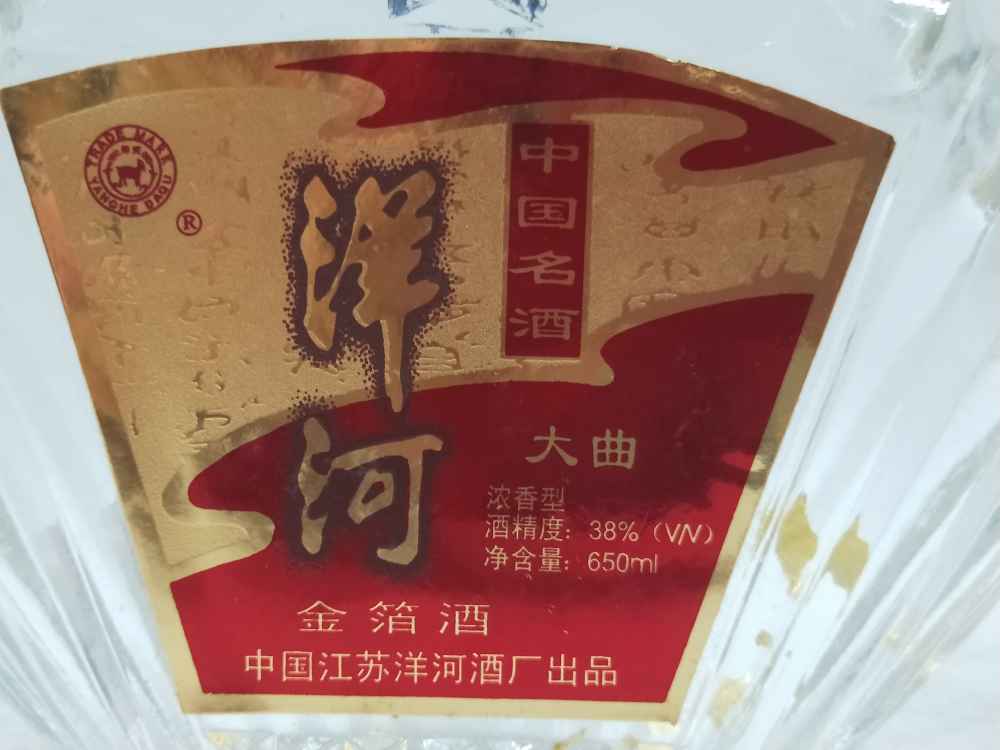 TRADE MARK
YANGHE DAQU
®
洋河
中国名酒
大曲
浓香型
酒精度：38%（V/V）
净含量：650ml
金箔酒
中国江苏洋河酒厂出品